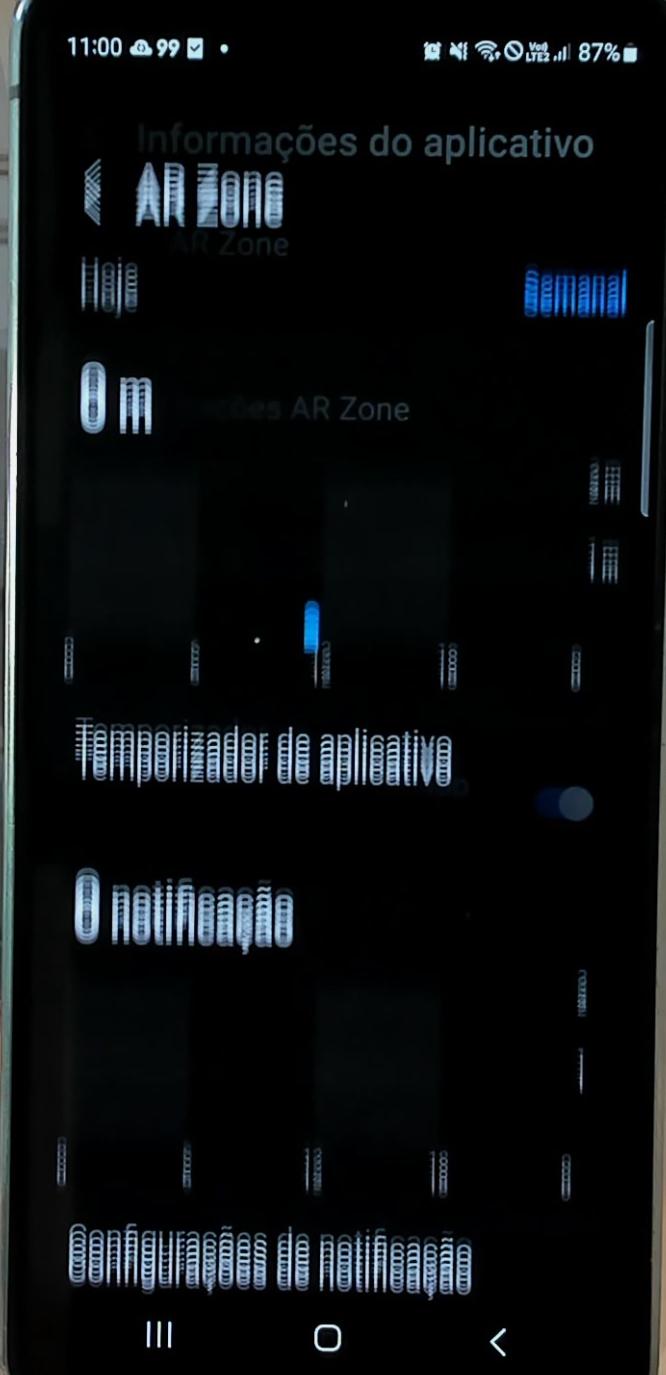 11:00 99 87%
Informações do aplicativo
AR Zone
AR Zone
Hoje Semanal
0 m
AR Zone
Temporizador de aplicativo
0 notificação
Configurações de notificação